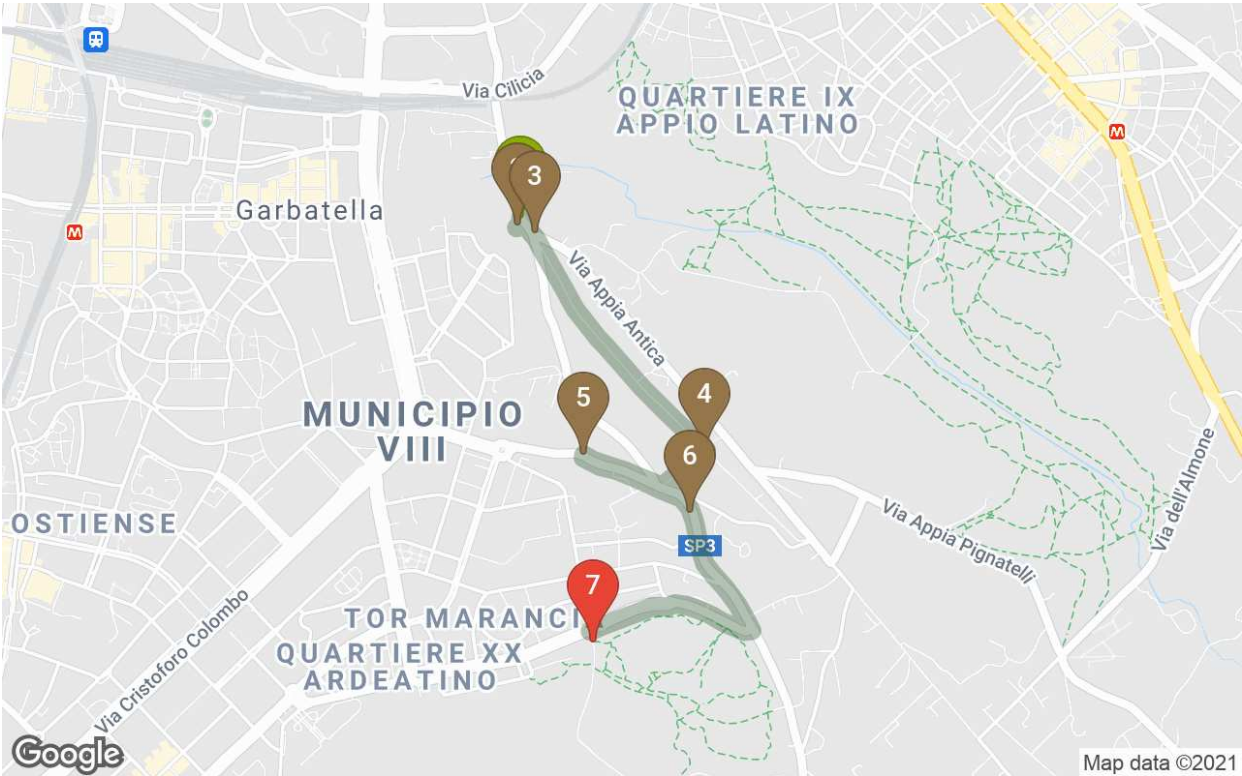 Via Cilicia
QUARTIERE IX
APPIO LATINO
M
3
Garbatella
M
Via Appia Antica
MUNICIPIO
VIII
5
4
6
OSTIENSE
Via Appia Pignatelli
Via dell'Almone
SP3
7
TOR MARANCI
QUARTIERE XX
ARDEATINO
Via Cristoforo Colombo
Google
Map data ©2021